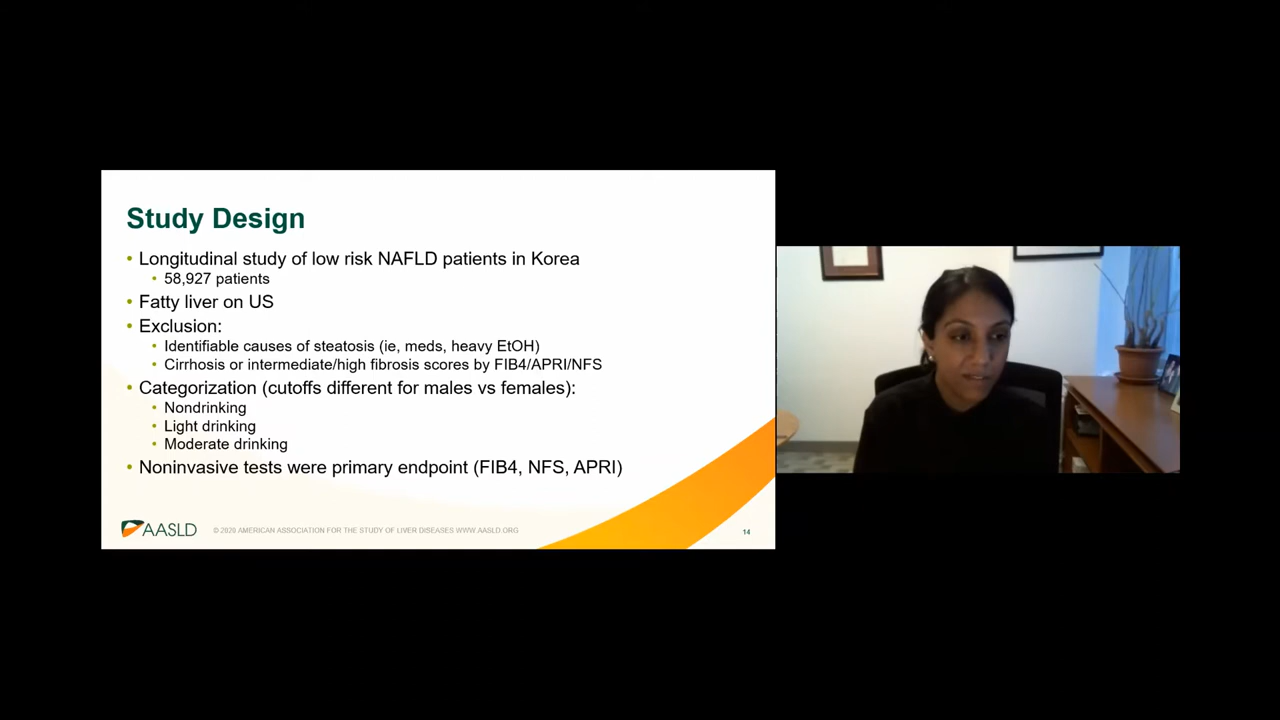 Study Design
• Longitudinal study of low risk NAFLD patients in Korea
• 58,927 patients
• Fatty liver on US
• Exclusion:
• Identifiable causes of steatosis (ie, meds, heavy EtOH)
• Cirrhosis or intermediate/high fibrosis scores by FIB4/APRI/NFS
• Categorization (cutoffs different for males vs females):
• Nondrinking
• Light drinking
• Moderate drinking
• Noninvasive tests were primary endpoint (FIB4, NFS, APRI)
AASLD
© 2020 AMERICAN ASSOCIATION FOR THE STUDY OF LIVER DISEASES WWW.AASLD.ORG
14